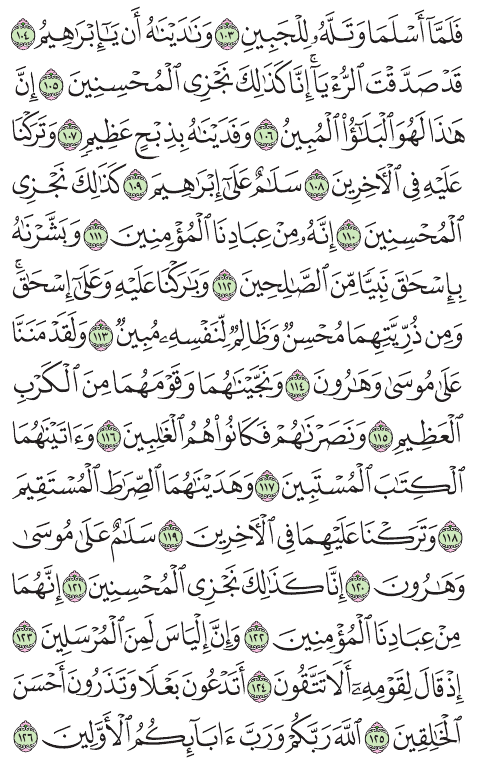 فَلَمَّآ أَسْلَمَا وَتَلَّهُۥ لِلْجَبِينِ ١٠٣ وَنَٰدَيْنَٰهُ أَن يَٰٓإِبْرَٰهِيمُ ١٠٤
قَدْ صَدَّقْتَ ٱلرُّءْيَآ ۚ إِنَّا كَذَٰلِكَ نَجْزِى ٱلْمُحْسِنِينَ ١٠٥ إِنَّ
هَٰذَا لَهُوَ ٱلْبَلَٰٓؤُا۟ ٱلْمُبِينُ ١٠٦ وَفَدَيْنَٰهُ بِذِبْحٍ عَظِيمٍ ١٠٧ وَتَرَكْنَا
عَلَيْهِ فِى ٱلْءَاخِرِينَ ١٠٨ سَلَٰمٌ عَلَىٰٓ إِبْرَٰهِيمَ ١٠٩ كَذَٰلِكَ نَجْزِى
ٱلْمُحْسِنِينَ ١١٠ إِنَّهُۥ مِنْ عِبَادِنَا ٱلْمُؤْمِنِينَ ١١١ وَبَشَّرْنَٰهُ
بِإِسْحَٰقَ نَبِيًّا مِّنَ ٱلصَّٰلِحِينَ ١١٢ وَبَٰرَكْنَا عَلَيْهِ وَعَلَىٰٓ إِسْحَٰقَ ۚ
وَمِن ذُرِّيَّتِهِمَا مُحْسِنٌ وَظَالِمٌ لِّنَفْسِهِۦ مُبِينٌ ١١٣ وَلَقَدْ مَنَنَّا
عَلَىٰ مُوسَىٰ وَهَٰرُونَ ١١٤ وَنَجَّيْنَٰهُمَا وَقَوْمَهُمَا مِنَ ٱلْكَرْبِ
ٱلْعَظِيمِ ١١٥ وَنَصَرْنَٰهُمْ فَكَانُوا۟ هُمُ ٱلْغَٰلِبِينَ ١١٦ وَءَاتَيْنَٰهُمَا
ٱلْكِتَٰبَ ٱلْمُسْتَبِينَ ١١٧ وَهَدَيْنَٰهُمَا ٱلصِّرَٰطَ ٱلْمُسْتَقِيمَ
١١٨ وَتَرَكْنَا عَلَيْهِمَا فِى ٱلْءَاخِرِينَ ١١٩ سَلَٰمٌ عَلَىٰ مُوسَىٰ
وَهَٰرُونَ ١٢٠ إِنَّا كَذَٰلِكَ نَجْزِى ٱلْمُحْسِنِينَ ١٢١ إِنَّهُمَا
مِنْ عِبَادِنَا ٱلْمُؤْمِنِينَ ١٢٢ وَإِنَّ إِلْيَاسَ لَمِنَ ٱلْمُرْسَلِينَ ١٢٣
إِذْ قَالَ لِقَوْمِهِۦٓ أَلَا تَتَّقُونَ ١٢٤ أَتَدْعُونَ بَعْلًا وَتَذَرُونَ أَحْسَنَ
ٱلْخَٰلِقِينَ ١٢٥ ٱللَّهَ رَبَّكُمْ وَرَبَّ ءَابَآئِكُمُ ٱلْأَوَّلِينَ ١٢٦